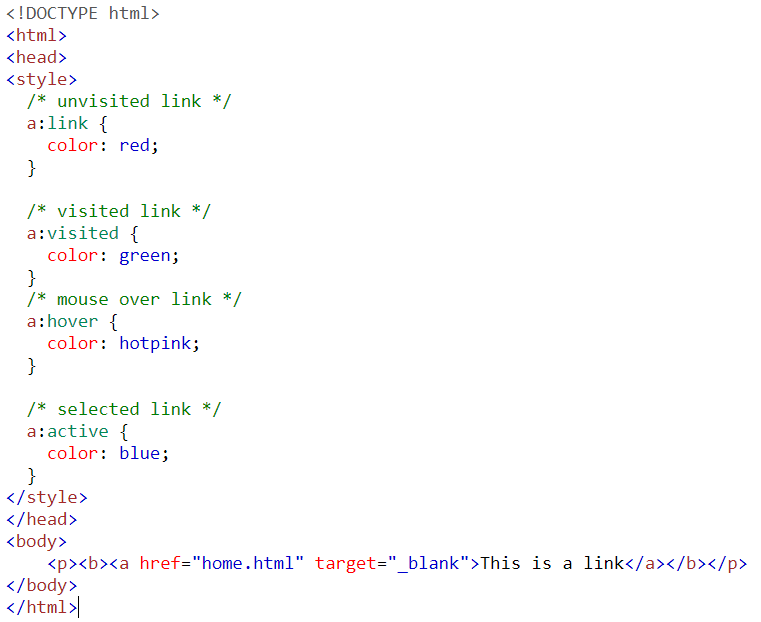 <!DOCTYPE html>
<html>
<head>
<style>
  /* unvisited link */
  a:link {
    color: red;
  }

  /* visited link */
  a:visited {
    color: green;
  }
  /* mouse over link */
  a:hover {
    color: hotpink;
  }

  /* selected link */
  a:active {
    color: blue;
  }
</style>
</head>
<body>
    <p><b><a href="home.html" target="_blank">This is a link</a></b></p>
</body>
</html>